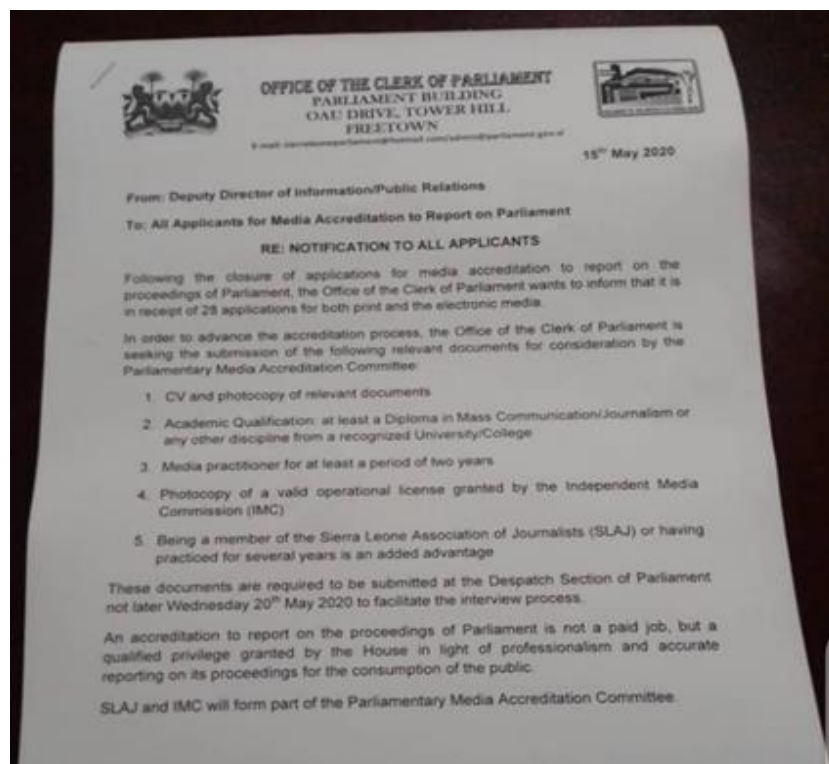 OFFICE OF THE CLERK OF PARLIAMENT
PARLIAMENT BUILDING
OAU DRIVE, TOWER HILL
FREETOWN
15th May 2020
From: Deputy Director of Information/Public Relations
To: All Applicants for Media Accreditation to Report on Parliament
RE: NOTIFICATION TO ALL APPLICANTS
Following the closure of applications for media accreditation to report on the
proceedings of Parliament, the Office of the Clerk of Parliament wants to inform that it is
in receipt of 28 applications for both print and the electronic media.
In order to advance the accreditation process, the Office of the Clerk of Parliament is
seeking the submission of the following relevant documents for consideration by the
Parliamentary Media Accreditation Committee:
1. CV and photocopy of relevant documents
2. Academic Qualification: at least a Diploma in Mass Communication/Journalism or
any other discipline from a recognized University/College
3. Media practitioner for at least a period of two years
4. Photocopy of a valid operational license granted by the Independent Media
Commission (IMC)
5. Being a member of the Sierra Leone Association of Journalists (SLAJ) or having
practiced for several years is an added advantage
These documents are required to be submitted at the Despatch Section of Parliament
not later Wednesday 20th May 2020 to facilitate the interview process.
An accreditation to report on the proceedings of Parliament is not a paid job, but a
qualified privilege granted by the House in light of professionalism and accurate
reporting on its proceedings for the consumption of the public.
SLAJ and IMC will form part of the Parliamentary Media Accreditation Committee.